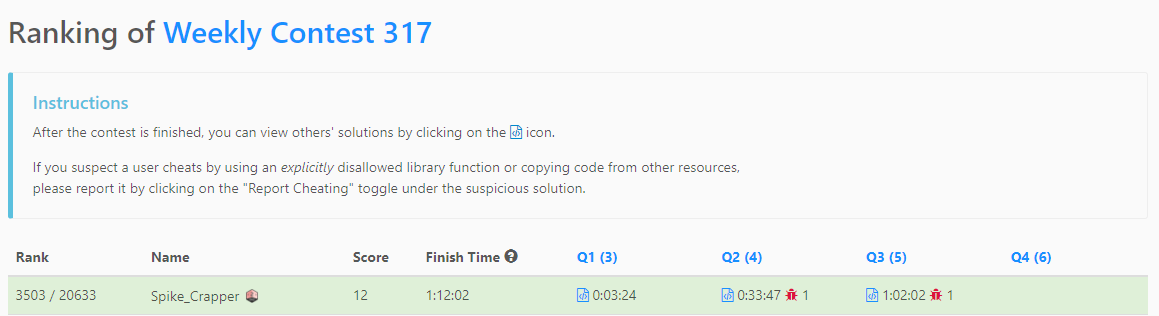 Ranking of Weekly Contest 317
Instructions
After the contest is finished, you can view others' solutions by clicking on the icon.
If you suspect a user cheats by using an explicitly disallowed library function or copying code from other resources,
please report it by clicking on the "Report Cheating" toggle under the suspicious solution.
Rank Name Score Finish Time Q1 (3) Q2 (4) Q3 (5) Q4 (6)
3503 / 20633 Spike_Crapper 12 1:12:02 0:03:24 0:33:47 1 1:02:02 1